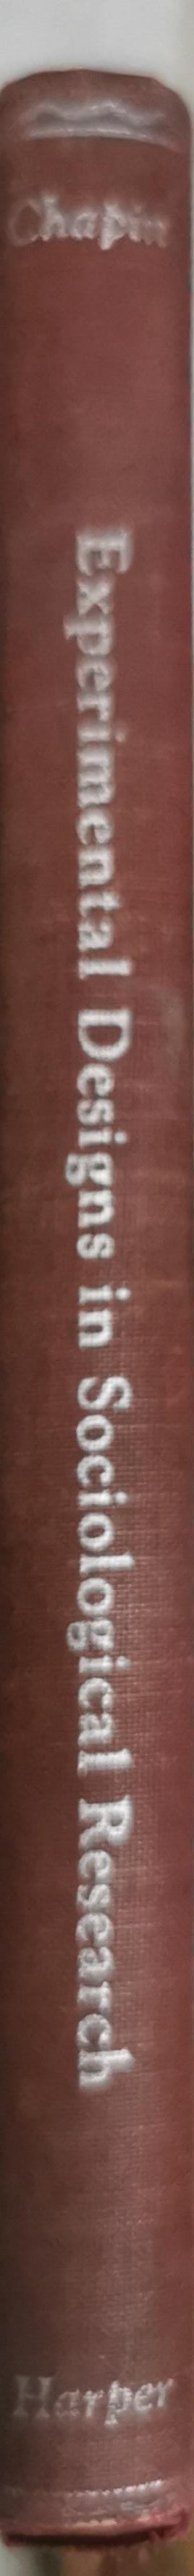 Chapin
Experimental Designs in Sociological Research
Harper